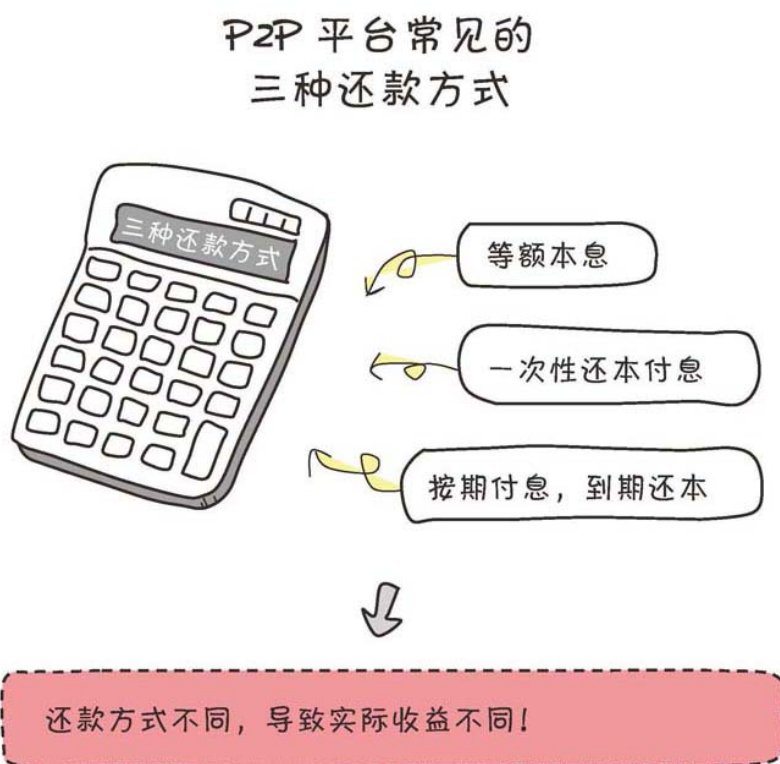 P2P 平台常见的
三种还款方式
三种还款方式
等额本息
一次性还本付息
按期付息，到期还本
还款方式不同，导致实际收益不同！